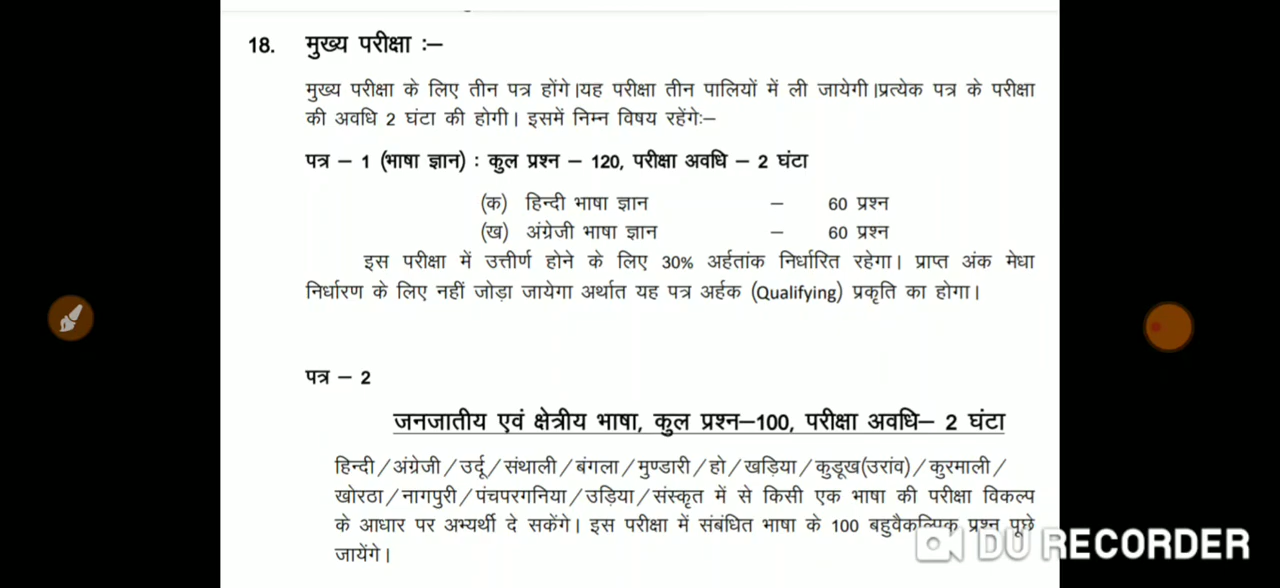 18. मुख्य परीक्षा :–
मुख्य परीक्षा के लिए तीन पत्र होंगे।यह परीक्षा तीन पालियों में ली जायेगी।प्रत्येक पत्र के परीक्षा
की अवधि 2 घंटा की होगी। इसमें निम्न विषय रहेंगेः–
पत्र – 1 (भाषा ज्ञान) : कुल प्रश्न – 120, परीक्षा अवधि – 2 घंटा
(क) हिन्दी भाषा ज्ञान – 60 प्रश्न
(ख) अंग्रेजी भाषा ज्ञान – 60 प्रश्न
इस परीक्षा में उत्तीर्ण होने के लिए 30% अर्हतांक निर्धारित रहेगा। प्राप्त अंक मेधा
निर्धारण के लिए नहीं जोड़ा जायेगा अर्थात यह पत्र अर्हक (Qualifying) प्रकृति का होगा।
पत्र – 2
जनजातीय एवं क्षेत्रीय भाषा, कुल प्रश्न–100, परीक्षा अवधि– 2 घंटा
हिन्दी/अंग्रेजी/उर्दू/संथाली/बंगला/मुण्डारी/हो/खड़िया/कुडूख(उरांव)/कुरमाली/
खोरठा/नागपुरी/पंचपरगनिया/उड़िया/संस्कृत में से किसी एक भाषा की परीक्षा विकल्प
के आधार पर अभ्यर्थी दे सकेंगे। इस परीक्षा में संबंधित भाषा के 100 बहुवैकल्पिक प्रश्न पूछे
जायेंगे।
DU RECORDER